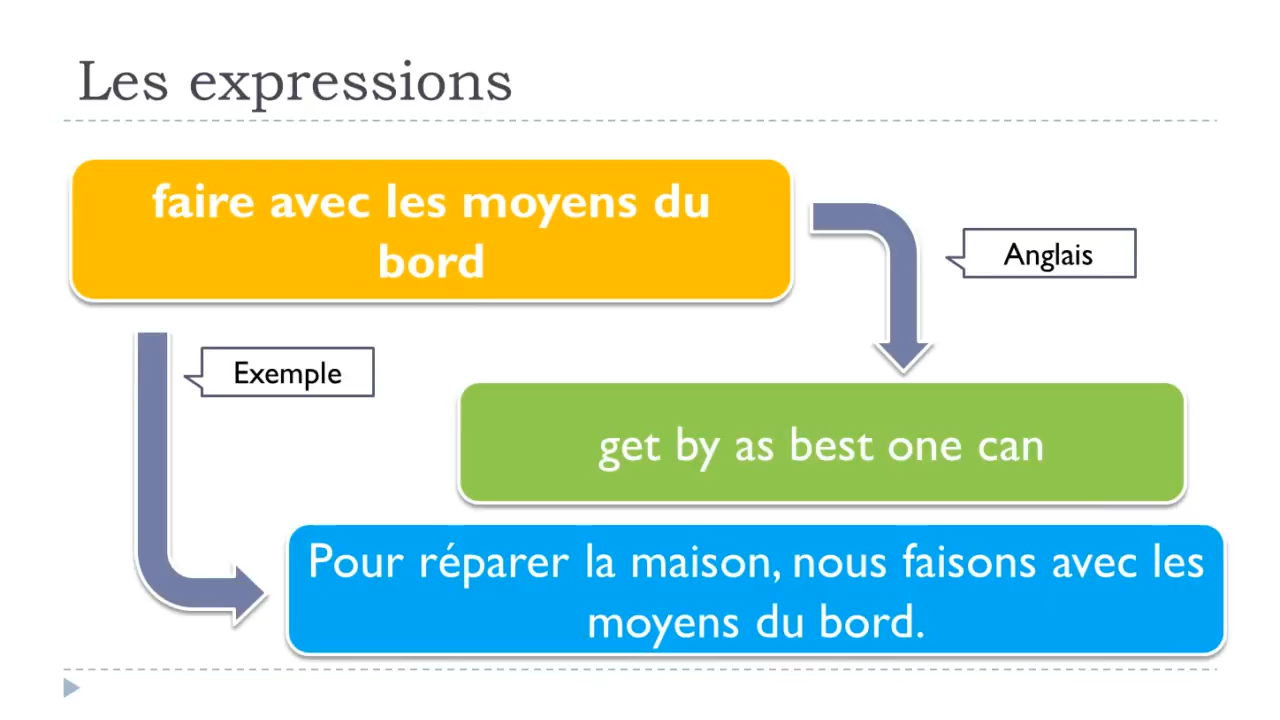 Les expressions
faire avec les moyens du
bord
Anglais
Exemple
get by as best one can
Pour réparer la maison, nous faisons avec les
moyens du bord.